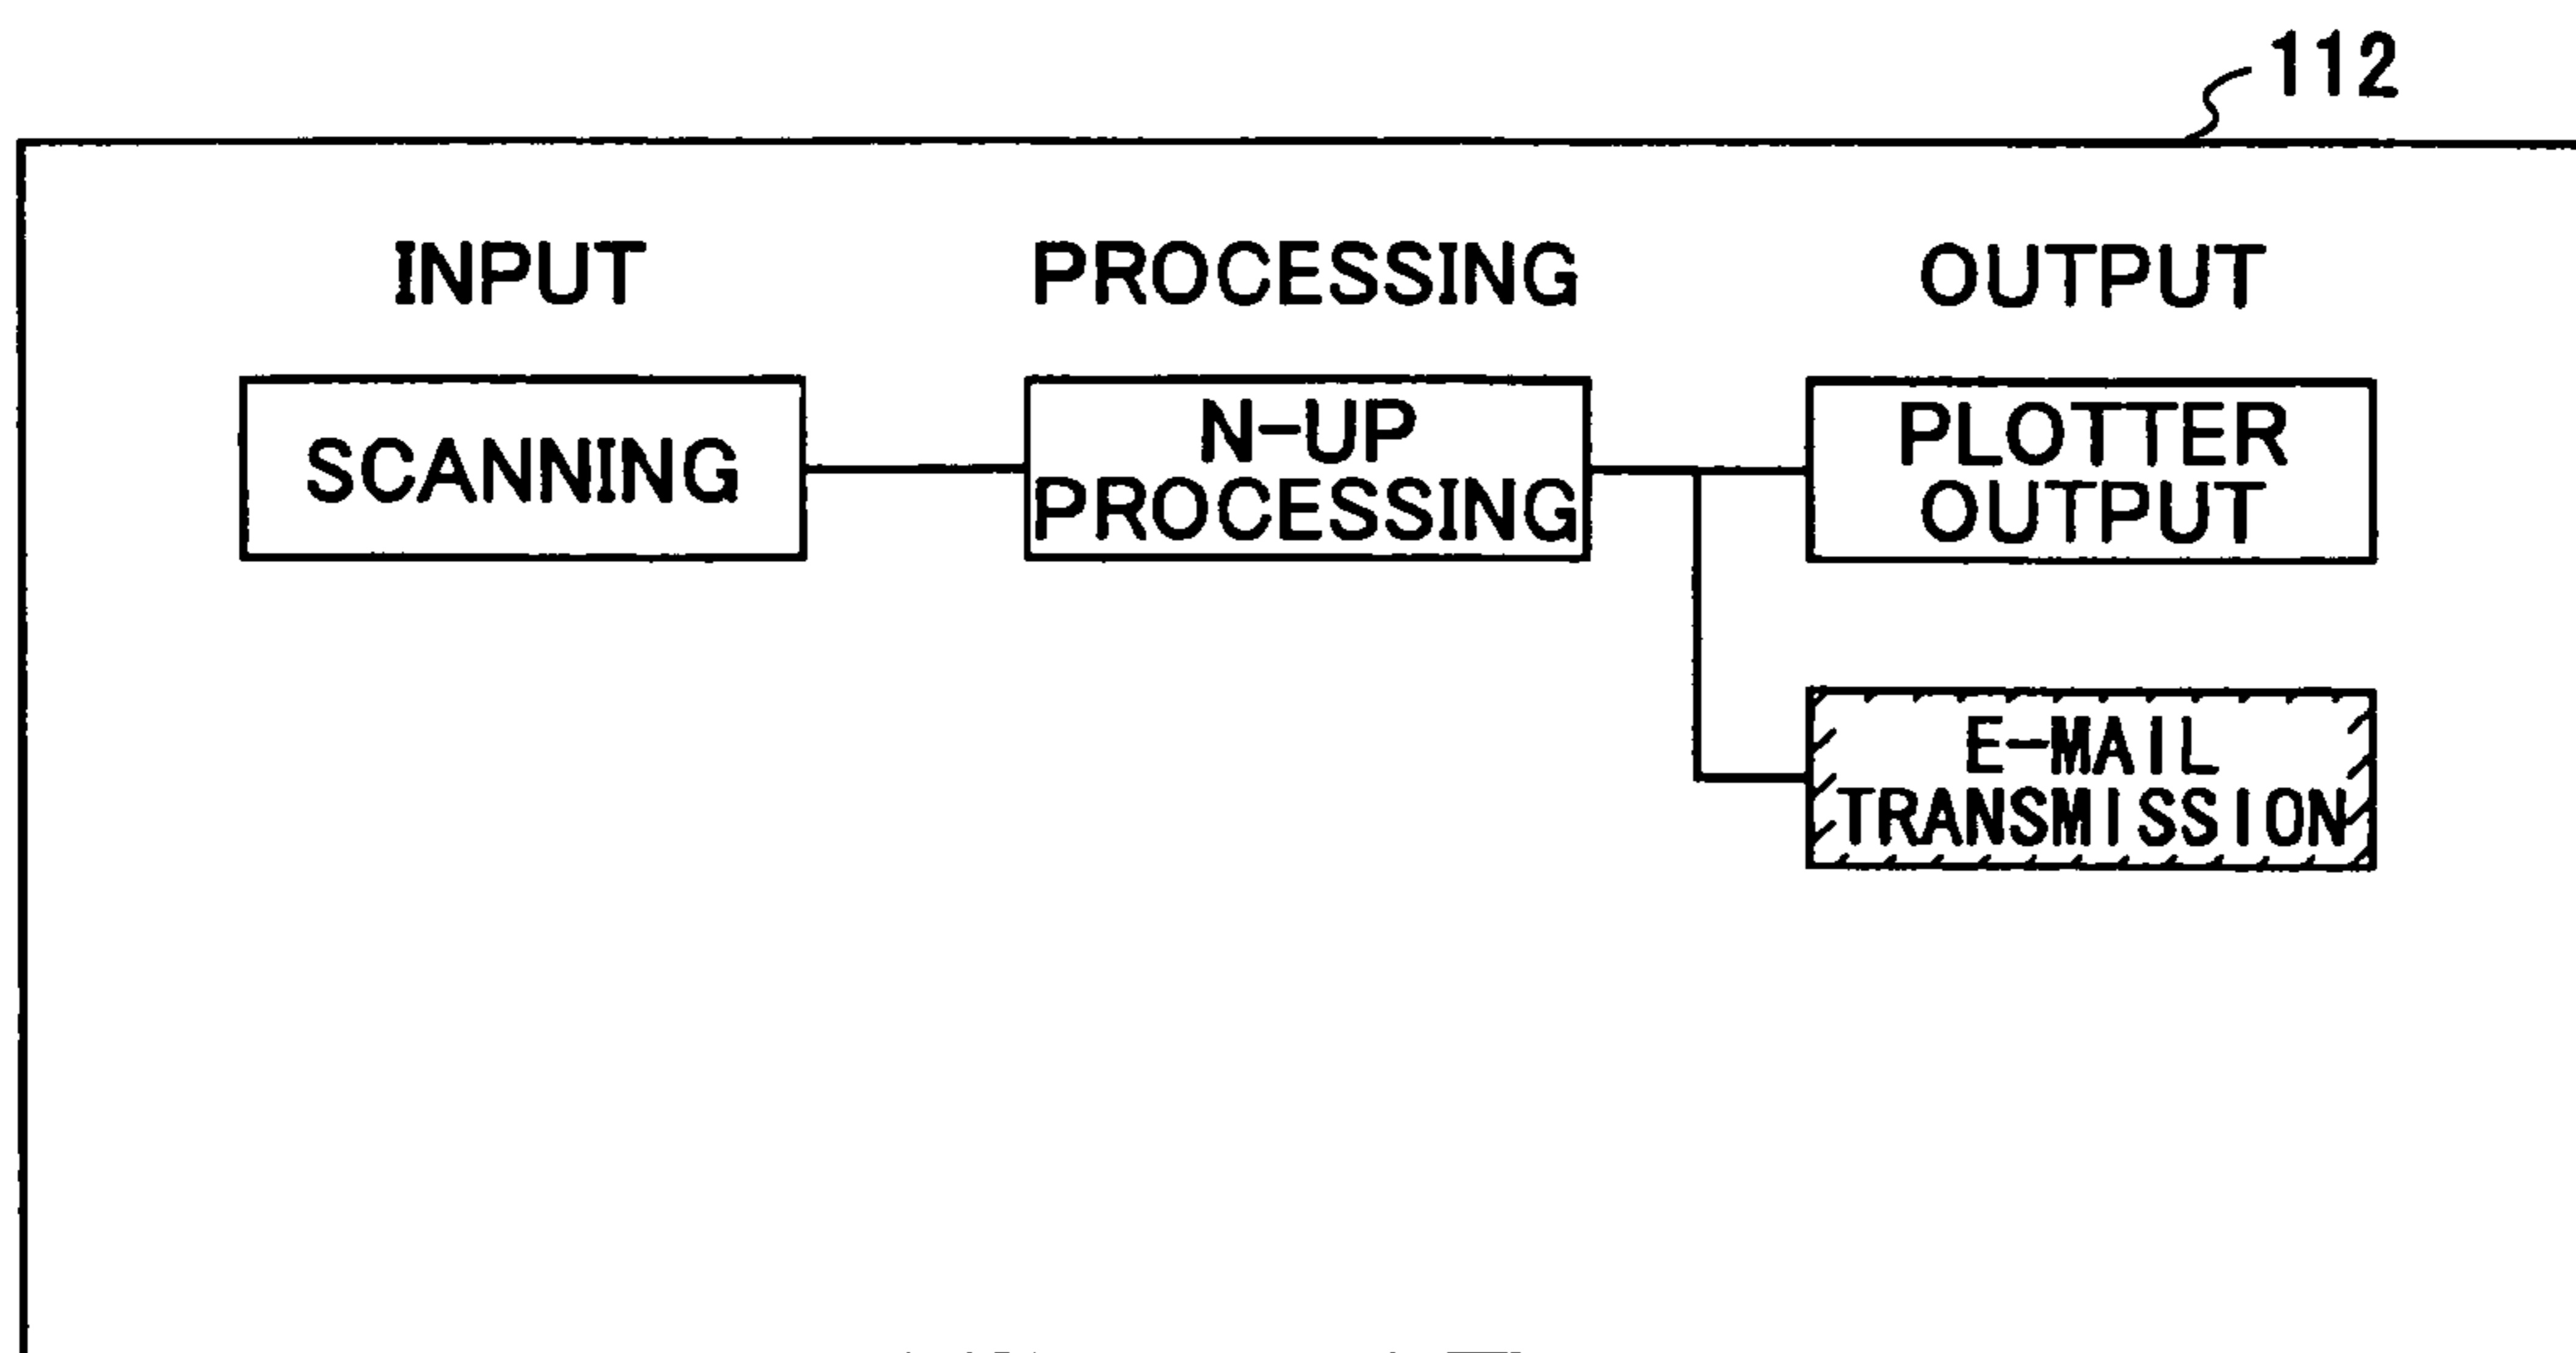 112
INPUT PROCESSING OUTPUT
SCANNING
N-UP
PROCESSING
PLOTTER
OUTPUT
E-MAIL
TRANSMISSION